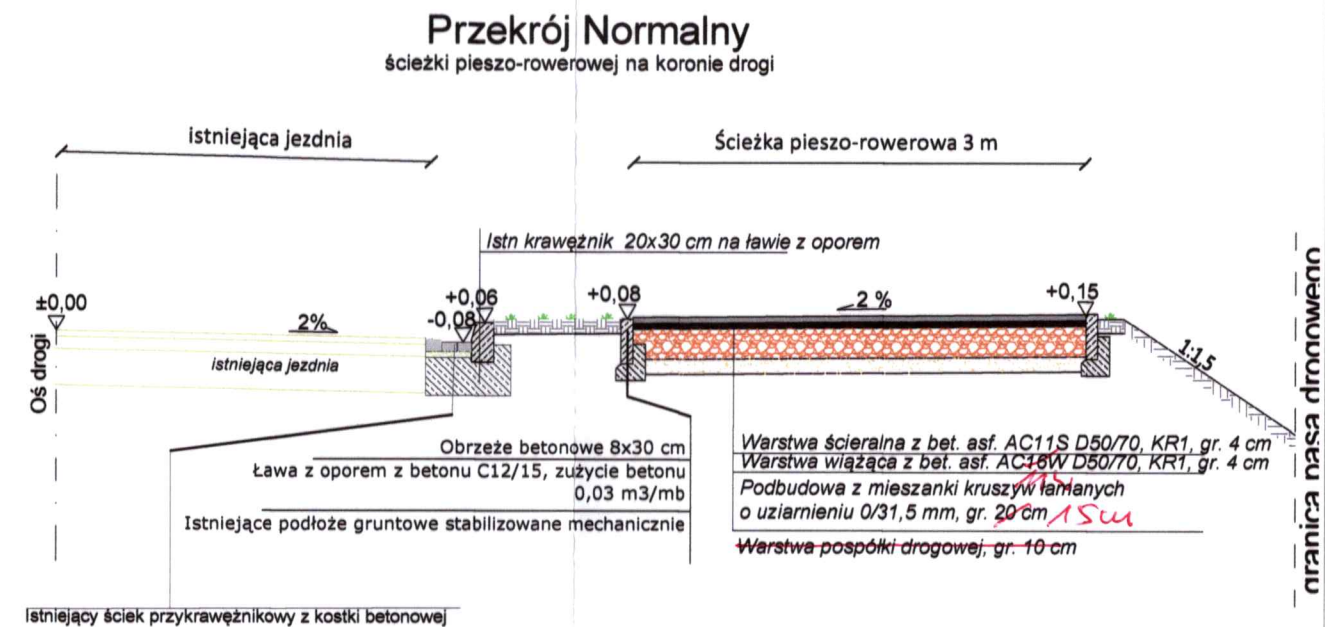 Przekrój Normalny
ścieżki pieszo-rowerowej na koronie drogi
istniejąca jezdnia
Ścieżka pieszo-rowerowa 3 m
Istn krawężnik 20x30 cm na ławie z oporem
±0,00
2%
-0,08
+0,06
+0,08
2 %
+0,15
1:1,5
Oś drogi
istniejąca jezdnia
granica pasa drogowego
Obrzeże betonowe 8x30 cm
Ława z oporem z betonu C12/15, zużycie betonu
0,03 m3/mb
Istniejące podłoże gruntowe stabilizowane mechanicznie
Warstwa ścieralna z bet. asf. AC11S D50/70, KR1, gr. 4 cm
Warstwa wiążąca z bet. asf. AC16W D50/70, KR1, gr. 4 cm
Podbudowa z mieszanki kruszyw łamanych
o uziarnieniu 0/31,5 mm, gr. 20 cm 15cm
Warstwa pospółki drogowej, gr. 10 cm
Istniejący ściek przykrawężnikowy z kostki betonowej